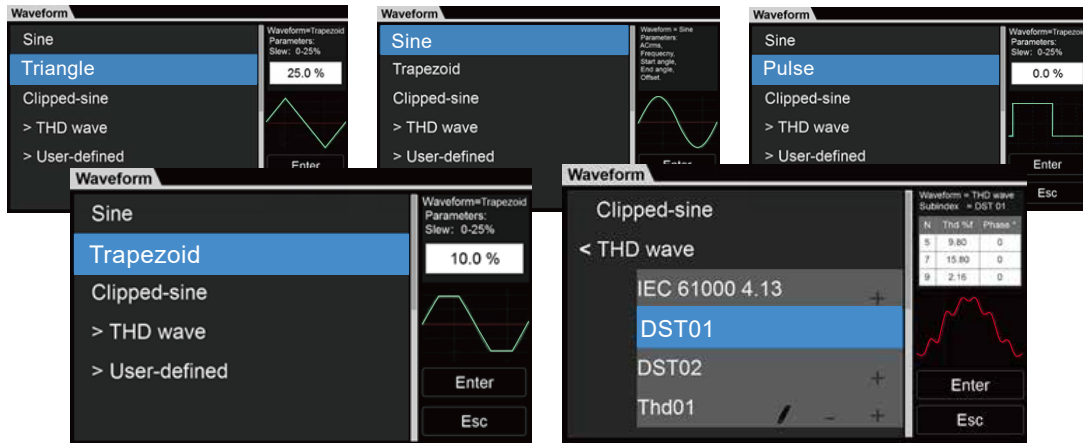 Waveform
Sine
Triangle
Clipped-sine
> THD wave
> User-defined
Waveform=Trapezoid
Parameters:
Slew: 0-25%
25.0 %
Enter
Waveform
Sine
Trapezoid
Clipped-sine
> THD wave
> User-defined
Waveform = Sine
Parameters:
ACrms,
Frequecny,
Start angle,
End angle,
Offset.
Enter
Waveform
Sine
Pulse
Clipped-sine
> THD wave
> User-defined
Waveform=Trapezoid
Parameters:
Slew: 0-25%
0.0 %
Enter
Esc
Waveform
Sine
Trapezoid
Clipped-sine
> THD wave
> User-defined
Waveform=Trapezoid
Parameters:
Slew: 0-25%
10.0 %
Enter
Esc
Waveform
Clipped-sine
< THD wave
IEC 61000 4.13 +
DST01
DST02 +
Thd01 / - +
Waveform = THD wave
Subindex = DST 01
N Thd %f Phase °
5 9.80 0
7 15.80 0
9 2.16 0
Enter
Esc